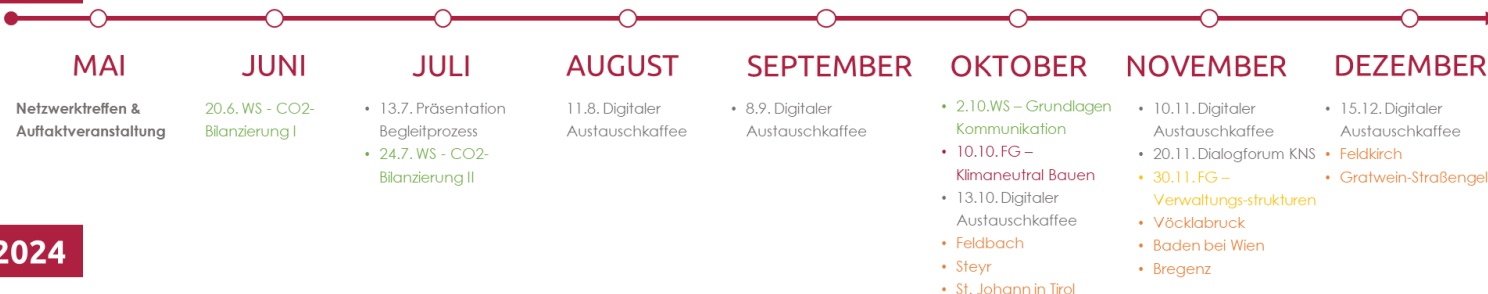 MAI
Netzwerktreffen &
Auftaktveranstaltung
JUNI
20.6. WS - CO2-
Bilanzierung I
JULI
• 13.7. Präsentation
Begleitprozess
• 24.7. WS - CO2-
Bilanzierung II
AUGUST
11.8. Digitaler
Austauschkaffee
SEPTEMBER
• 8.9. Digitaler
Austauschkaffee
OKTOBER
• 2.10.WS – Grundlagen
Kommunikation
• 10.10. FG –
Klimaneutral Bauen
• 13.10. Digitaler
Austauschkaffee
• Feldbach
• Steyr
• St. Johann in Tirol
NOVEMBER
• 10.11. Digitaler
Austauschkaffee
• 20.11. Dialogforum KNS
• 30.11. FG –
Verwaltungs-strukturen
• Vöcklabruck
• Baden bei Wien
• Bregenz
DEZEMBER
• 15.12. Digitaler
Austauschkaffee
• Feldkirch
• Gratwein-Straßengel
2024